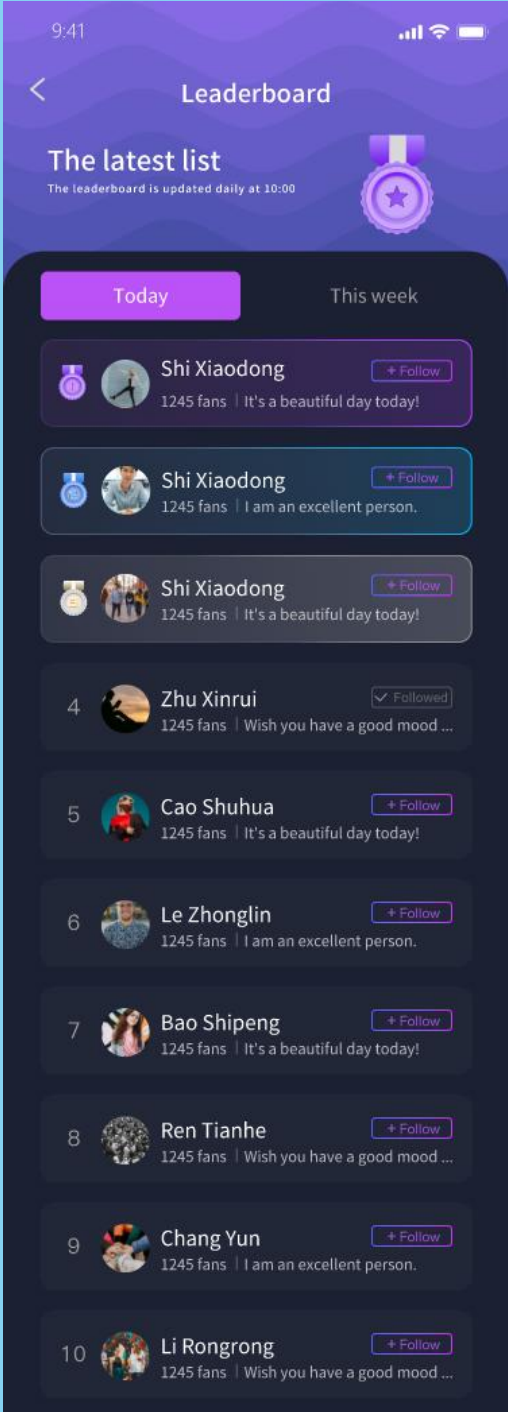 9:41
Leaderboard
The latest list
The leaderboard is updated daily at 10:00
Today This week
Shi Xiaodong + Follow
1245 fans | It's a beautiful day today!
Shi Xiaodong + Follow
1245 fans | I am an excellent person.
Shi Xiaodong + Follow
1245 fans | It's a beautiful day today!
4 Zhu Xinrui ✓ Followed
1245 fans | Wish you have a good mood ...
5 Cao Shuhua + Follow
1245 fans | It's a beautiful day today!
6 Le Zhonglin + Follow
1245 fans | I am an excellent person.
7 Bao Shipeng + Follow
1245 fans | It's a beautiful day today!
8 Ren Tianhe + Follow
1245 fans | Wish you have a good mood ...
9 Chang Yun + Follow
1245 fans | I am an excellent person.
10 Li Rongrong + Follow
1245 fans | Wish you have a good mood ...